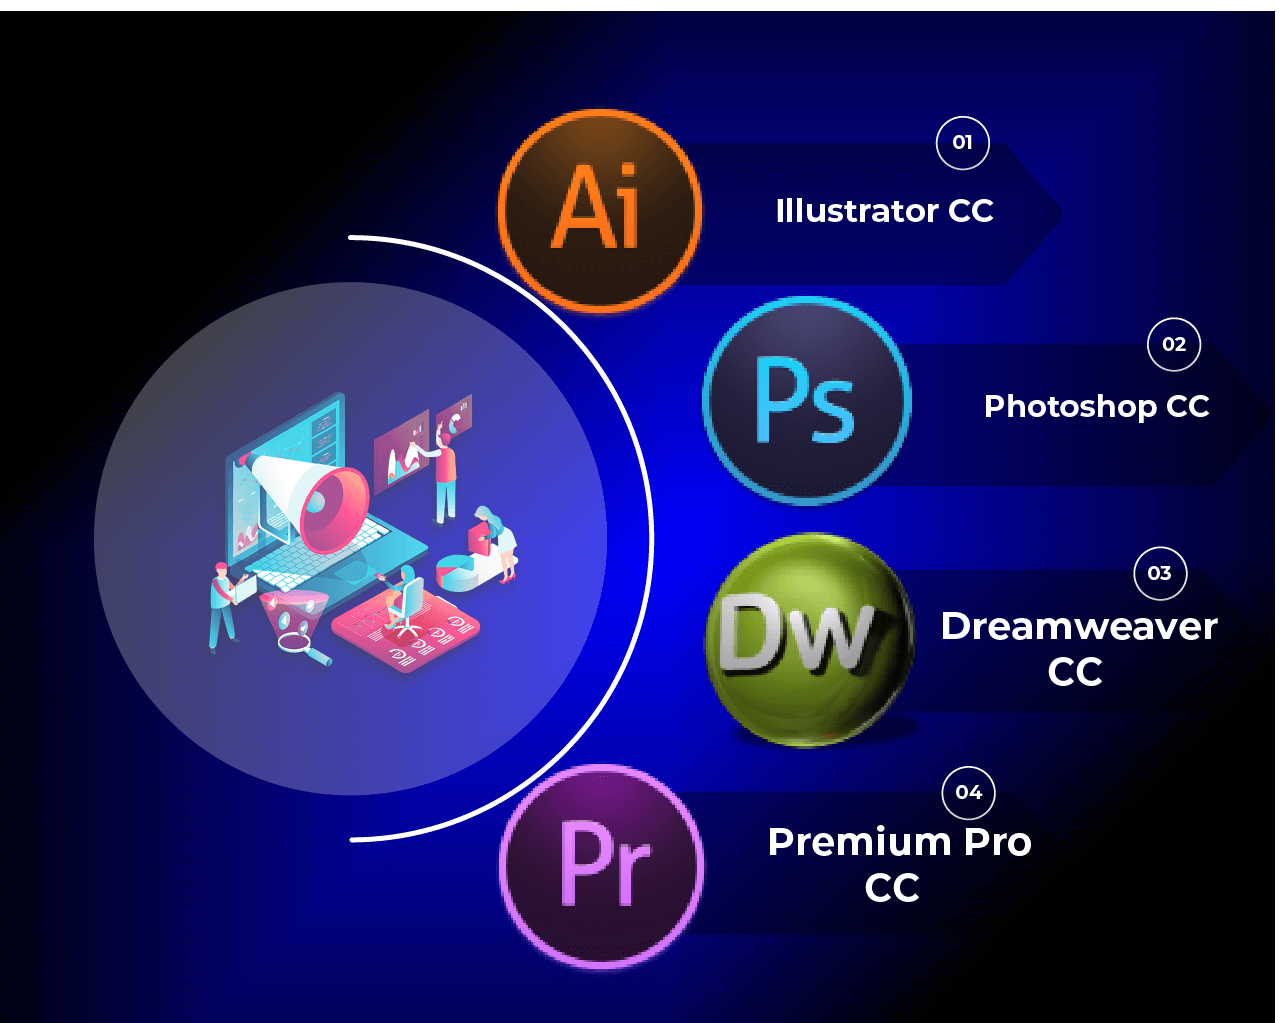 Ai
01
Illustrator CC
Ps
02
Photoshop CC
Dw
03
Dreamweaver
CC
Pr
04
Premium Pro
CC